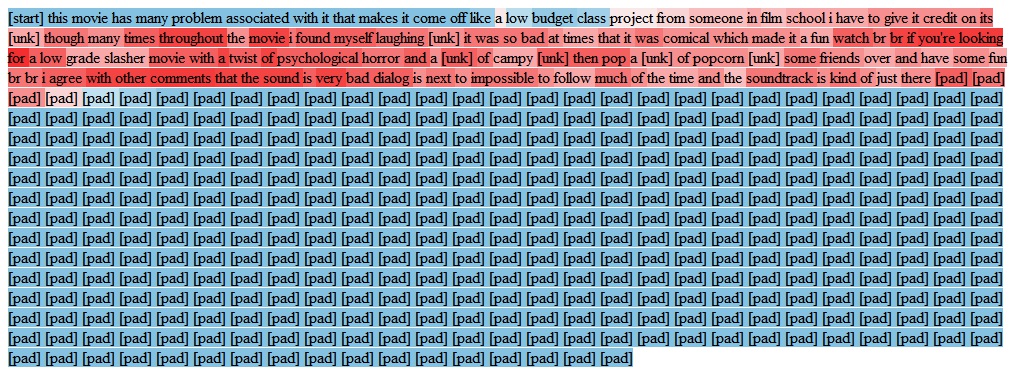 [start] this movie has many problem associated with it that makes it come off like a low budget class project from someone in film school i have to give it credit on its
[unk] though many times throughout the movie i found myself laughing [unk] it was so bad at times that it was comical which made it a fun watch br br if you're looking
for a low grade slasher movie with a twist of psychological horror and a [unk] of campy [unk] then pop a [unk] of popcorn [unk] some friends over and have some fun
br br i agree with other comments that the sound is very bad dialog is next to impossible to follow much of the time and the soundtrack is kind of just there [pad] [pad]
[pad] [pad] [pad] [pad] [pad] [pad] [pad] [pad] [pad] [pad] [pad] [pad] [pad] [pad] [pad] [pad] [pad] [pad] [pad] [pad] [pad] [pad] [pad] [pad] [pad] [pad] [pad]
[pad] [pad] [pad] [pad] [pad] [pad] [pad] [pad] [pad] [pad] [pad] [pad] [pad] [pad] [pad] [pad] [pad] [pad] [pad] [pad] [pad] [pad] [pad] [pad] [pad] [pad] [pad]
[pad] [pad] [pad] [pad] [pad] [pad] [pad] [pad] [pad] [pad] [pad] [pad] [pad] [pad] [pad] [pad] [pad] [pad] [pad] [pad] [pad] [pad] [pad] [pad] [pad] [pad] [pad]
[pad] [pad] [pad] [pad] [pad] [pad] [pad] [pad] [pad] [pad] [pad] [pad] [pad] [pad] [pad] [pad] [pad] [pad] [pad] [pad] [pad] [pad] [pad] [pad] [pad] [pad] [pad]
[pad] [pad] [pad] [pad] [pad] [pad] [pad] [pad] [pad] [pad] [pad] [pad] [pad] [pad] [pad] [pad] [pad] [pad] [pad] [pad] [pad] [pad] [pad] [pad] [pad] [pad] [pad]
[pad] [pad] [pad] [pad] [pad] [pad] [pad] [pad] [pad] [pad] [pad] [pad] [pad] [pad] [pad] [pad] [pad] [pad] [pad] [pad] [pad] [pad] [pad] [pad] [pad] [pad] [pad]
[pad] [pad] [pad] [pad] [pad] [pad] [pad] [pad] [pad] [pad] [pad] [pad] [pad] [pad] [pad] [pad] [pad] [pad] [pad] [pad] [pad] [pad] [pad] [pad] [pad] [pad] [pad]
[pad] [pad] [pad] [pad] [pad] [pad] [pad] [pad] [pad] [pad] [pad] [pad] [pad] [pad] [pad] [pad] [pad] [pad] [pad] [pad] [pad] [pad] [pad] [pad] [pad] [pad] [pad]
[pad] [pad] [pad] [pad] [pad] [pad] [pad] [pad] [pad] [pad] [pad] [pad] [pad] [pad] [pad] [pad] [pad] [pad] [pad] [pad] [pad] [pad] [pad] [pad] [pad] [pad] [pad]
[pad] [pad] [pad] [pad] [pad] [pad] [pad] [pad] [pad] [pad] [pad] [pad] [pad] [pad] [pad] [pad] [pad] [pad] [pad] [pad] [pad] [pad] [pad] [pad] [pad] [pad] [pad]
[pad] [pad] [pad] [pad] [pad] [pad] [pad] [pad] [pad] [pad] [pad] [pad] [pad] [pad] [pad] [pad] [pad] [pad] [pad] [pad] [pad] [pad] [pad] [pad] [pad] [pad] [pad]
[pad] [pad] [pad] [pad] [pad] [pad] [pad] [pad] [pad] [pad] [pad] [pad] [pad] [pad] [pad] [pad] [pad] [pad] [pad] [pad] [pad] [pad] [pad] [pad] [pad] [pad] [pad]
[pad] [pad] [pad] [pad] [pad] [pad] [pad] [pad] [pad] [pad] [pad] [pad] [pad] [pad] [pad] [pad] [pad] [pad] [pad] [pad] [pad] [pad] [pad] [pad] [pad] [pad] [pad]
[pad] [pad] [pad] [pad] [pad] [pad] [pad] [pad] [pad] [pad] [pad] [pad] [pad] [pad] [pad] [pad] [pad]